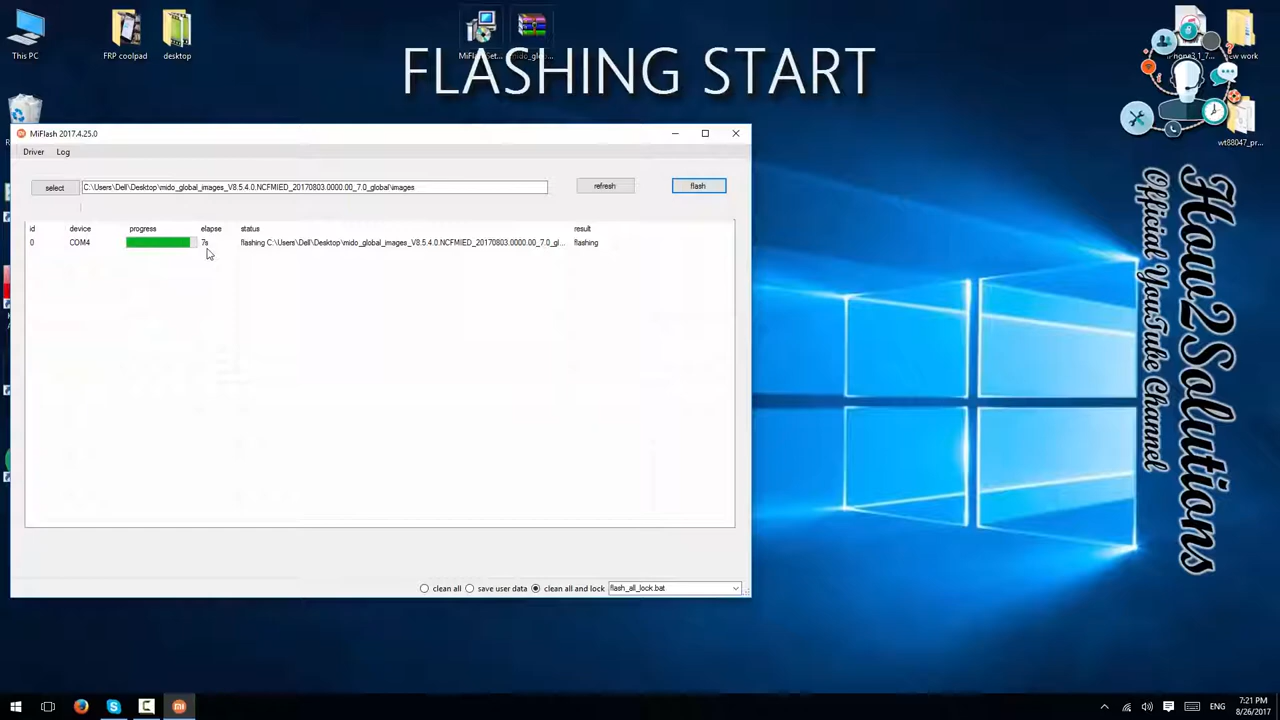 This PC
FRP coolpad
desktop
FLASHING START
MiFlash 2017.4.25.0
Driver Log
select C:\Users\Dell\Desktop\mido_global_images_V8.5.4.0.NCFMIED_20170803.0000.00_7.0_global\images refresh flash
id device progress elapse status result
0 COM4 7s flashing C:\Users\Dell\Desktop\mido_global_images_V8.5.4.0.NCFMIED_20170803.0000.00_7.0_gl... flashing
clean all save user data clean all and lock flash_all_lock.bat
wt88047_pr...
How2Solutions
Official YouTube Channel
ENG
7:21 PM
8/26/2017